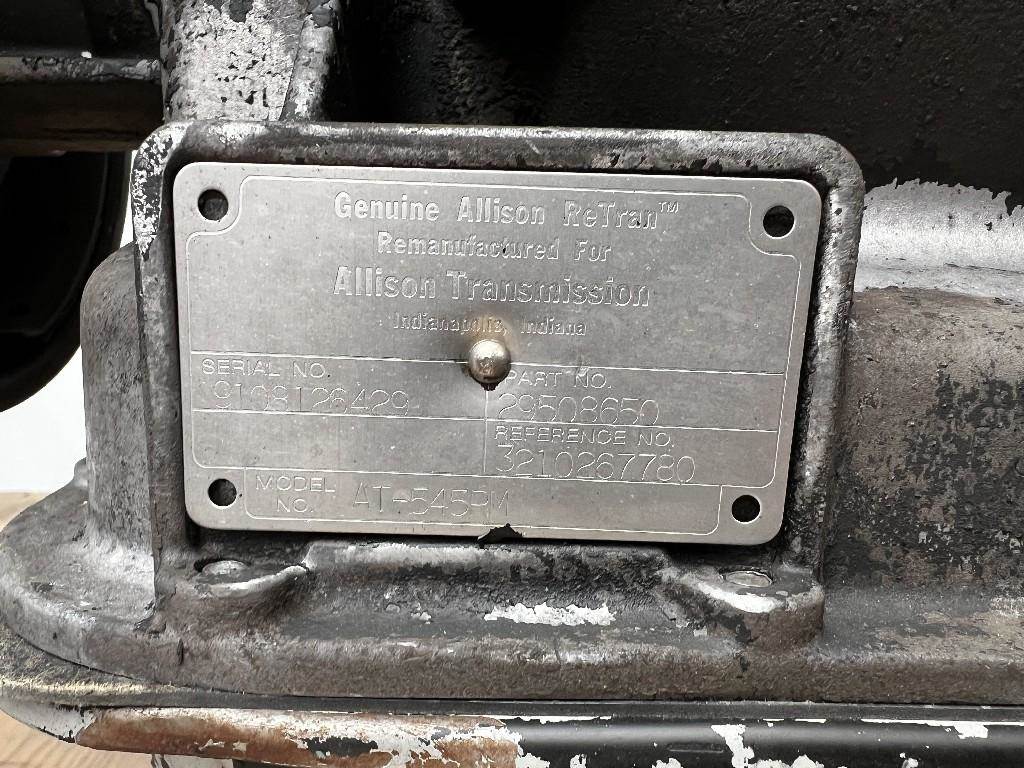 Genuine Allison ReTran™
Remanufactured For
Allison Transmission
Indianapolis, Indiana
SERIAL NO.
PART NO.
29508650
REFERENCE NO.
3210267780
MODEL NO.
AT-545RM